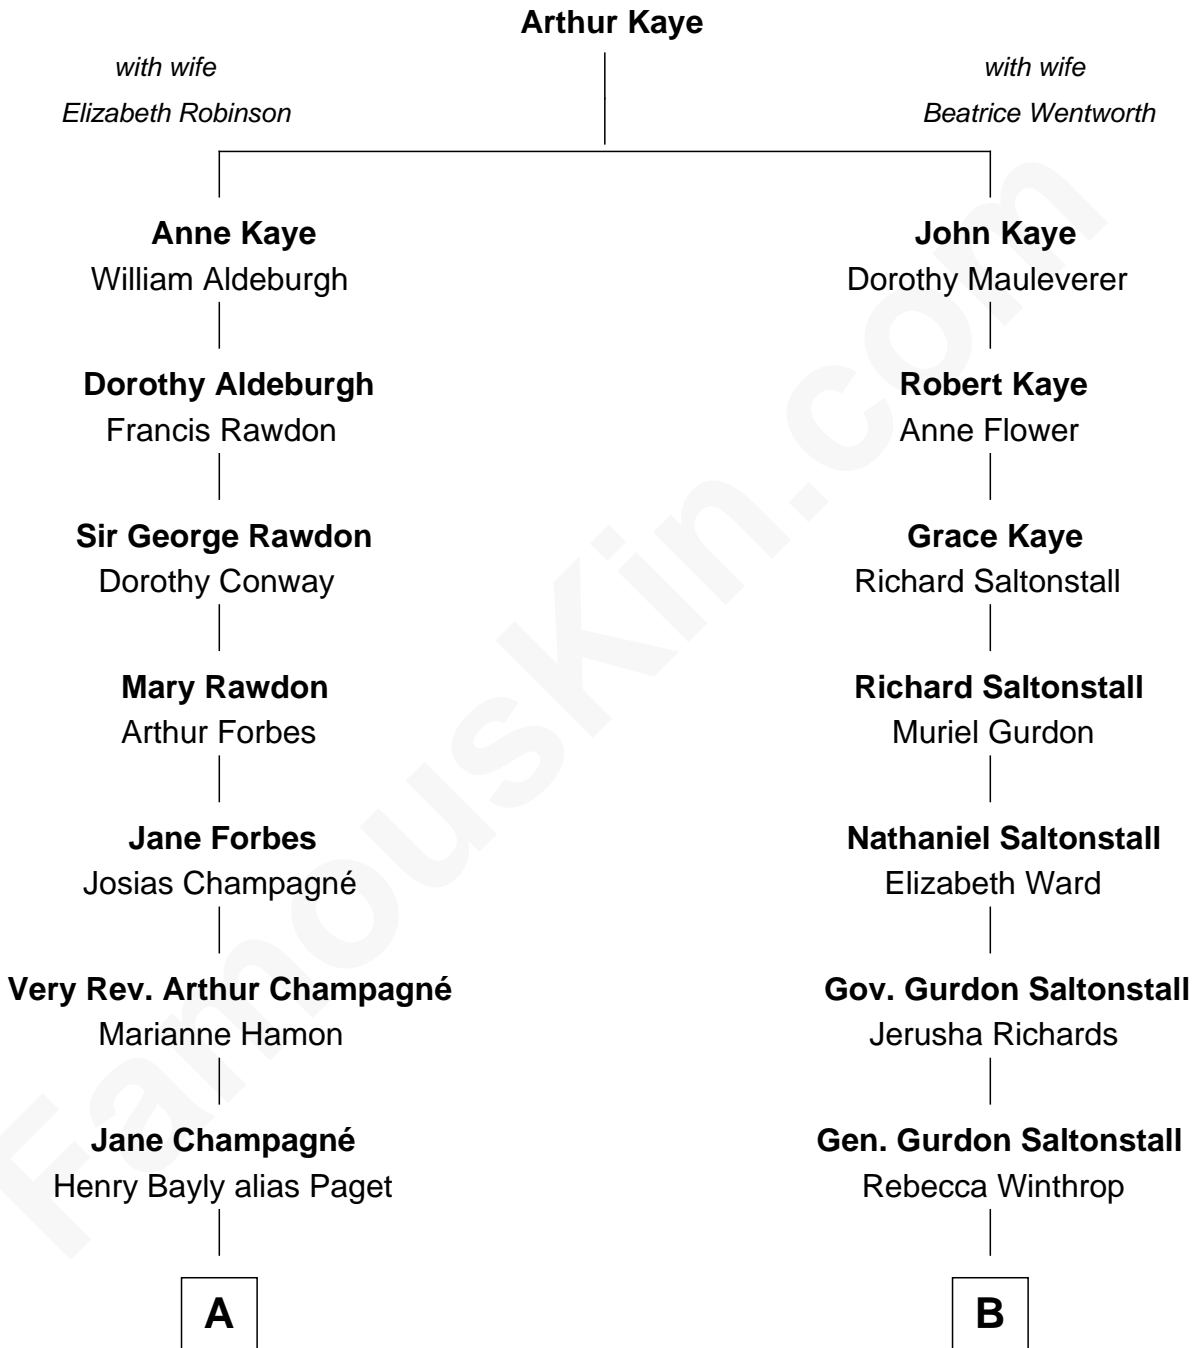 Arthur Kaye
with wife
Elizabeth Robinson
with wife
Beatrice Wentworth
Anne Kaye
William Aldeburgh
John Kaye
Dorothy Mauleverer
Dorothy Aldeburgh
Francis Rawdon
Robert Kaye
Anne Flower
Sir George Rawdon
Dorothy Conway
Grace Kaye
Richard Saltonstall
Mary Rawdon
Arthur Forbes
Richard Saltonstall
Muriel Gurdon
Jane Forbes
Josias Champagné
Nathaniel Saltonstall
Elizabeth Ward
Very Rev. Arthur Champagné
Marianne Hamon
Gov. Gurdon Saltonstall
Jerusha Richards
Jane Champagné
Henry Bayly alias Paget
Gen. Gurdon Saltonstall
Rebecca Winthrop
A
B
FamousKin.com